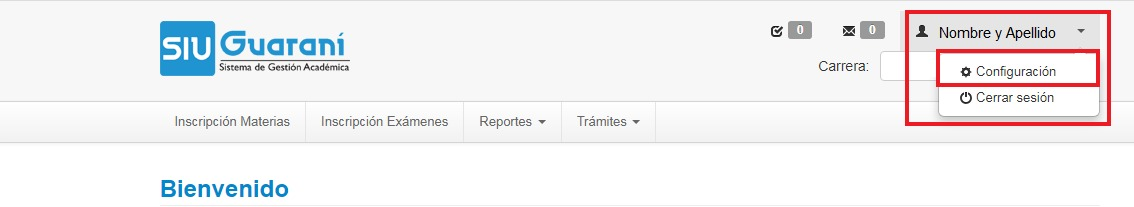 SIU Guaraní
Sistema de Gestión Académica
0 0 Nombre y Apellido
Carrera:
Configuración
Cerrar sesión
Inscripción Materias Inscripción Exámenes Reportes Trámites
Bienvenido